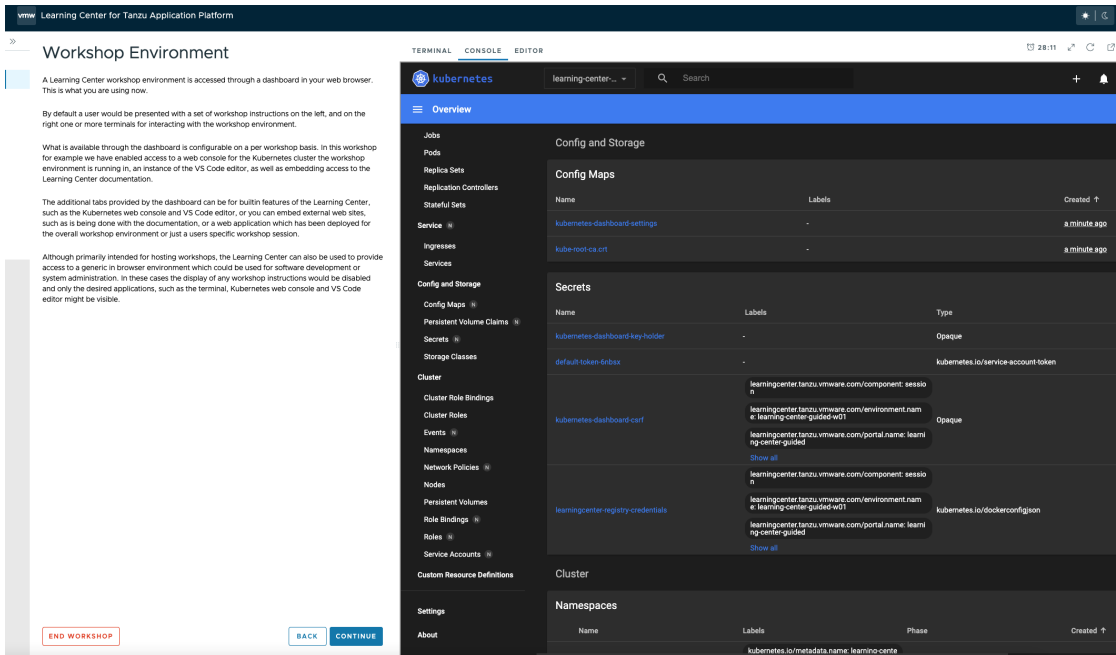 vmw Learning Center for Tanzu Application Platform
Workshop Environment
A Learning Center workshop environment is accessed through a dashboard in your web browser.
This is what you are using now.
By default a user would be presented with a set of workshop instructions on the left, and on the
right one or more terminals for interacting with the workshop environment.
What is available through the dashboard is configurable on a per workshop basis. In this workshop
for example we have enabled access to a web console for the Kubernetes cluster the workshop
environment is running in, an instance of the VS Code editor, as well as embedding access to the
Learning Center documentation.
The additional tabs provided by the dashboard can be for builtin features of the Learning Center,
such as the Kubernetes web console and VS Code editor, or you can embed external web sites,
such as is being done with the documentation, or a web application which has been deployed for
the overall workshop environment or just a users specific workshop session.
Although primarily intended for hosting workshops, the Learning Center can also be used to provide
access to a generic in browser environment which could be used for software development or
system administration. In these cases the display of any workshop instructions would be disabled
and only the desired applications, such as the terminal, Kubernetes web console and VS Code
editor might be visible.
END WORKSHOP
BACK
CONTINUE
TERMINAL CONSOLE EDITOR
28:11
kubernetes
learning-center-...
Search
Overview
Jobs
Pods
Replica Sets
Replication Controllers
Stateful Sets
Service N
Ingresses
Services
Config and Storage
Config Maps N
Persistent Volume Claims N
Secrets N
Storage Classes
Cluster
Cluster Role Bindings
Cluster Roles
Events N
Namespaces
Network Policies N
Nodes
Persistent Volumes
Role Bindings N
Roles N
Service Accounts N
Custom Resource Definitions
Settings
About
Config and Storage
Config Maps
Name Labels Created ↑
kubernetes-dashboard-settings - a minute ago
kube-root-ca.crt - a minute ago
Secrets
Name Labels Type
kubernetes-dashboard-key-holder - Opaque
default-token-6nbsx - kubernetes.io/service-account-token
learningcenter.tanzu.vmware.com/component: sessio
n
learningcenter.tanzu.vmware.com/environment.nam
e: learning-center-guided-w01
kubernetes-dashboard-csrf Opaque
learningcenter.tanzu.vmware.com/portal.name: learni
ng-center-guided
Show all
learningcenter.tanzu.vmware.com/component: sessio
n
learningcenter.tanzu.vmware.com/environment.nam
e: learning-center-guided-w01
learningcenter-registry-credentials kubernetes.io/dockerconfigjson
learningcenter.tanzu.vmware.com/portal.name: learni
ng-center-guided
Show all
Cluster
Namespaces
Name Labels Phase Created ↑
kubernetes.io/metadata.name: learning-cente